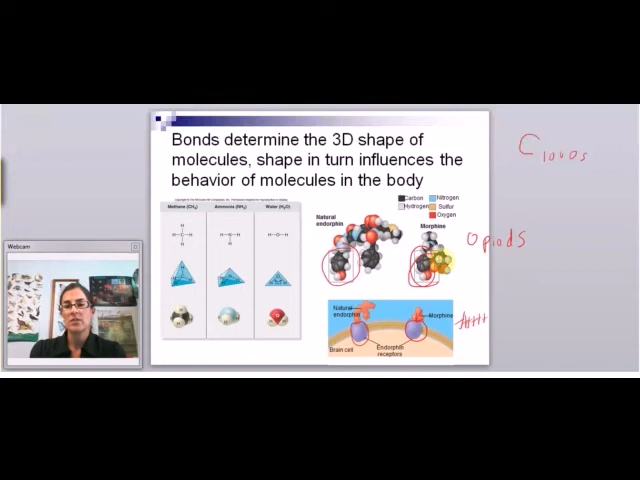 Bonds determine the 3D shape of
molecules, shape in turn influences the
behavior of molecules in the body
Methane (CH4)
Ammonia (NH3)
Water (H2O)
Carbon
Nitrogen
Hydrogen
Sulfur
Oxygen
Natural
endorphin
Morphine
Natural
endorphin
Morphine
Brain cell
Endorphin
receptors
C1000s
opiods
Webcam